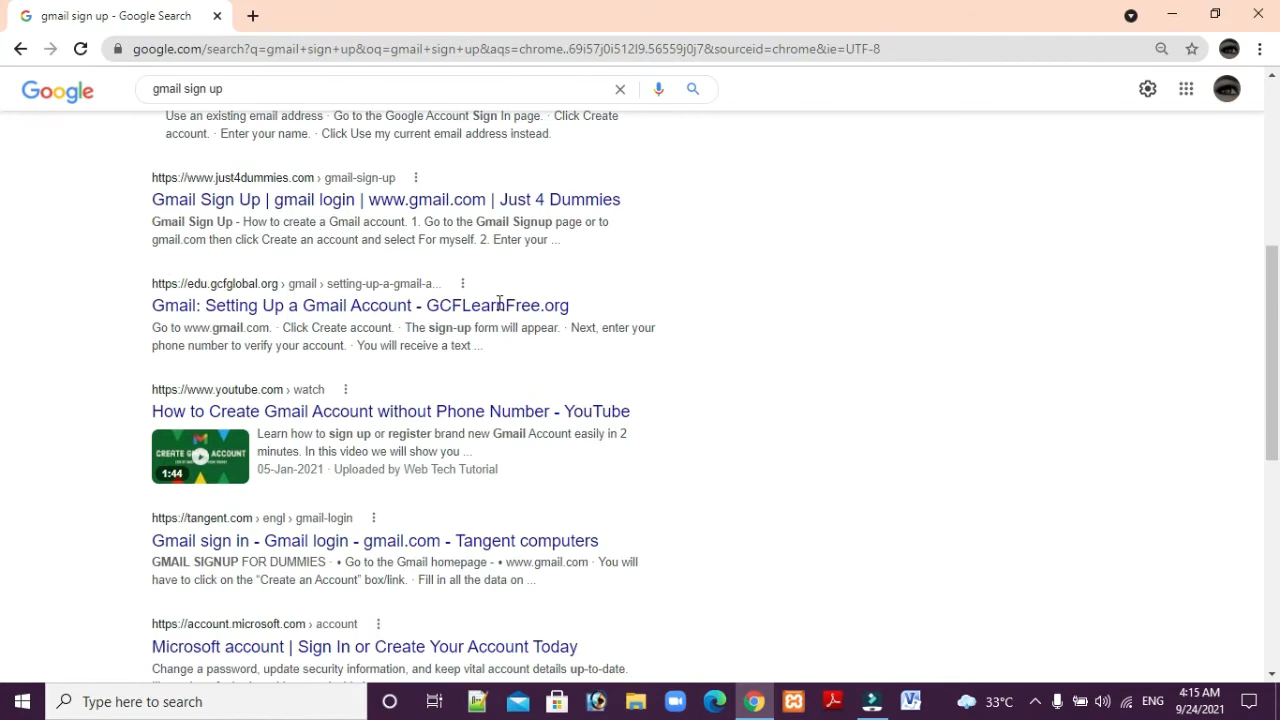 gmail sign up - Google Search
google.com/search?q=gmail+sign+up&oq=gmail+sign+up&aqs=chrome..69i57j0i512l9.56559j0j7&sourceid=chrome&ie=UTF-8
Google
gmail sign up
Use an existing email address · Go to the Google Account Sign In page. · Click Create
account. · Enter your name. · Click Use my current email address instead.
https://www.just4dummies.com › gmail-sign-up
Gmail Sign Up | gmail login | www.gmail.com | Just 4 Dummies
Gmail Sign Up - How to create a Gmail account. 1. Go to the Gmail Signup page or to
gmail.com then click Create an account and select For myself. 2. Enter your ...
https://edu.gcfglobal.org › gmail › setting-up-a-gmail-a...
Gmail: Setting Up a Gmail Account - GCFLearnFree.org
Go to www.gmail.com. · Click Create account. · The sign-up form will appear. · Next, enter your
phone number to verify your account. · You will receive a text ...
https://www.youtube.com › watch
How to Create Gmail Account without Phone Number - YouTube
CREATE GMAIL ACCOUNT
1:44
Learn how to sign up or register brand new Gmail Account easily in 2
minutes. In this video we will show you ...
05-Jan-2021 · Uploaded by Web Tech Tutorial
https://tangent.com › engl › gmail-login
Gmail sign in - Gmail login - gmail.com - Tangent computers
GMAIL SIGNUP FOR DUMMIES · • Go to the Gmail homepage - • www.gmail.com · You will
have to click on the “Create an Account” box/link. · Fill in all the data on ...
https://account.microsoft.com › account
Microsoft account | Sign In or Create Your Account Today
Change a password, update security information, and keep vital account details up-to-date.
Type here to search
33°C
ENG
4:15 AM
9/24/2021